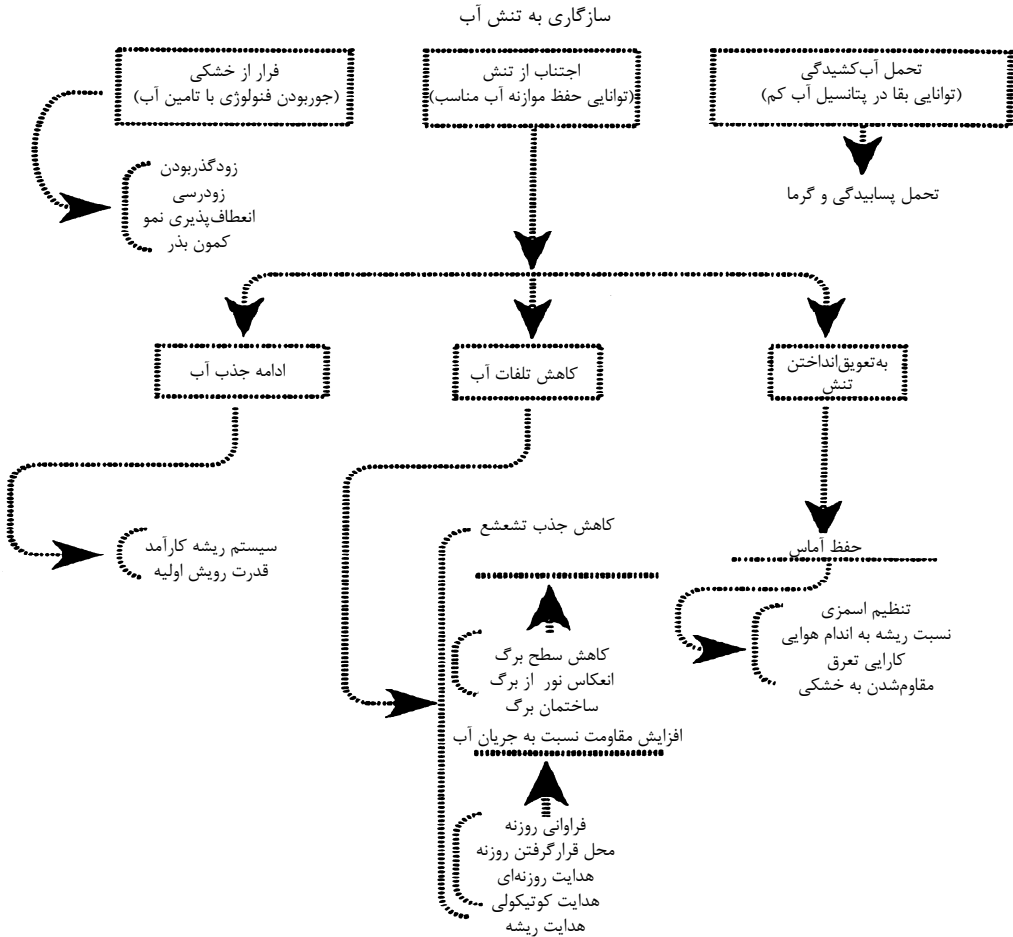 سازگاری به تنش آب
تحمل آب‌کشیدگی
(توانایی بقا در پتانسیل آب کم)
تحمل پسابیدگی و گرما
اجتناب از تنش
(توانایی حفظ موازنه آب مناسب)
فرار از خشکی
(جوربودن فنولوژی با تامین آب)
زودگذربودن
زودرسی
انعطاف‌پذیری نمو
کمون بذر
به‌تعویق‌انداختن
تنش
کاهش تلفات آب
ادامه جذب آب
حفظ آماس
تنظیم اسمزی
نسبت ریشه به اندام هوایی
کارایی تعرق
مقاوم‌شدن به خشکی
کاهش جذب تشعشع
کاهش سطح برگ
انعکاس نور از برگ
ساختمان برگ
افزایش مقاومت نسبت به جریان آب
فراوانی روزنه
محل قرارگرفتن روزنه
هدایت روزنه‌ای
هدایت کوتیکولی
هدایت ریشه
سیستم ریشه کارآمد
قدرت رویش اولیه